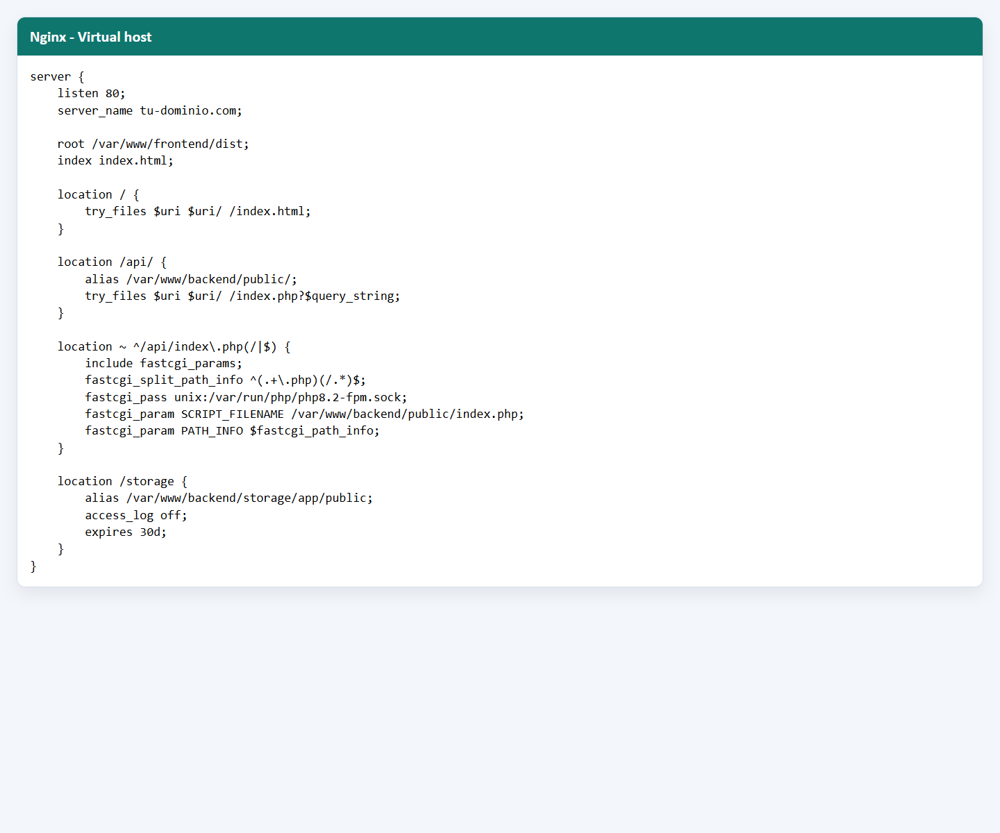 Nginx - Virtual host
server {
    listen 80;
    server_name tu-dominio.com;

    root /var/www/frontend/dist;
    index index.html;

    location / {
        try_files $uri $uri/ /index.html;
    }

    location /api/ {
        alias /var/www/backend/public/;
        try_files $uri $uri/ /index.php?$query_string;
    }

    location ~ ^/api/index\.php(/|$) {
        include fastcgi_params;
        fastcgi_split_path_info ^(.+\.php)(/.*)$;
        fastcgi_pass unix:/var/run/php/php8.2-fpm.sock;
        fastcgi_param SCRIPT_FILENAME /var/www/backend/public/index.php;
        fastcgi_param PATH_INFO $fastcgi_path_info;
    }

    location /storage {
        alias /var/www/backend/storage/app/public;
        access_log off;
        expires 30d;
    }
}